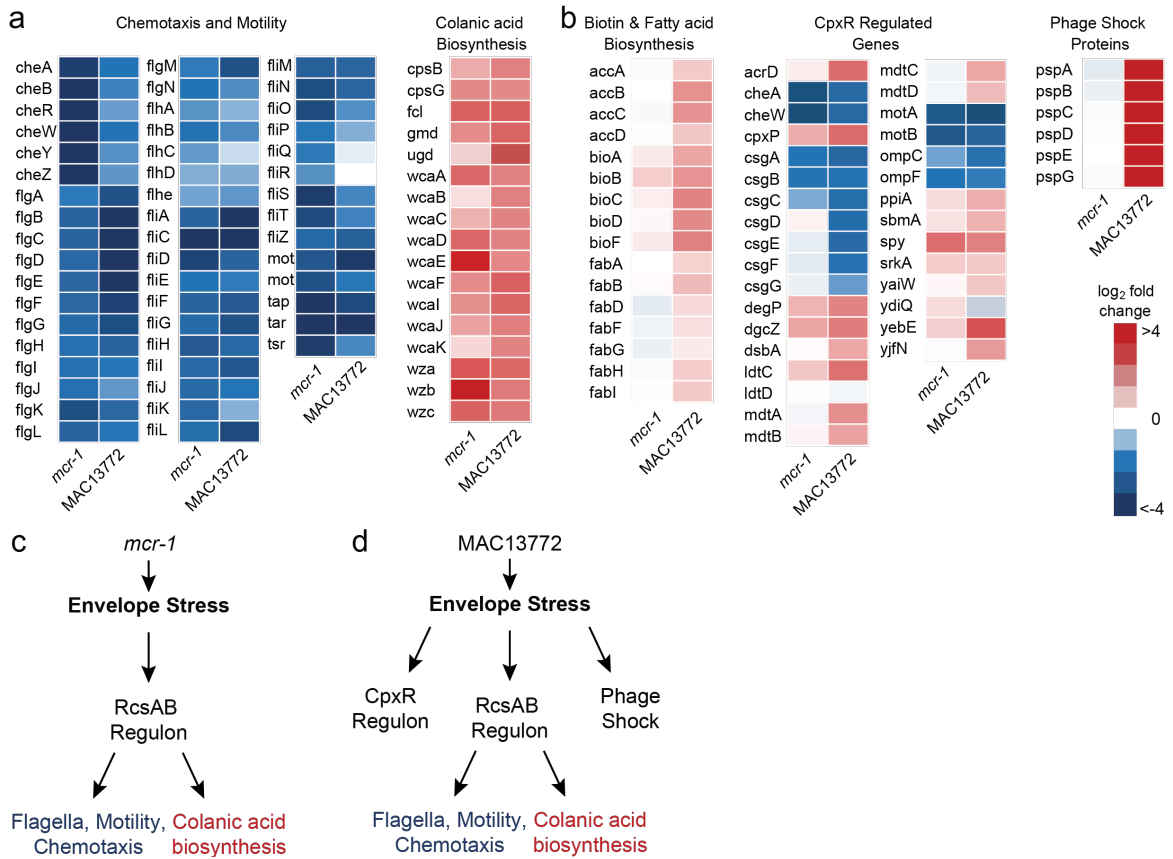 a
Chemotaxis and Motility
cheA
cheB
cheR
cheW
cheY
cheZ
flgA
flgB
flgC
flgD
flgE
flgF
flgG
flgH
flgI
flgJ
flgK
flgL
mcr-1
MAC13772
flgM
flgN
flhA
flhB
flhC
flhD
flhe
fliA
fliC
fliD
fliE
fliF
fliG
fliH
fliI
fliJ
fliK
fliL
mcr-1
MAC13772
fliM
fliN
fliO
fliP
fliQ
fliR
fliS
fliT
fliZ
mot
mot
tap
tar
tsr
mcr-1
MAC13772
Colanic acid
Biosynthesis
cpsB
cpsG
fcl
gmd
ugd
wcaA
wcaB
wcaC
wcaD
wcaE
wcaF
wcaI
wcaJ
wcaK
wza
wzb
wzc
mcr-1
MAC13772
b
Biotin & Fatty acid
Biosynthesis
accA
accB
accC
accD
bioA
bioB
bioC
bioD
bioF
fabA
fabB
fabD
fabF
fabG
fabH
fabI
mcr-1
MAC13772
CpxR Regulated
Genes
acrD
cheA
cheW
cpxP
csgA
csgB
csgC
csgD
csgE
csgF
csgG
degP
dgcZ
dsbA
ldtC
ldtD
mdtA
mdtB
mcr-1
MAC13772
mdtC
mdtD
motA
motB
ompC
ompF
ppiA
sbmA
spy
srkA
yaiW
ydiQ
yebE
yjfN
mcr-1
MAC13772
Phage Shock
Proteins
pspA
pspB
pspC
pspD
pspE
pspG
mcr-1
MAC13772
log2 fold
change
>4
0
<-4
c
mcr-1
Envelope Stress
RcsAB
Regulon
Flagella, Motility,
Chemotaxis
Colanic acid
biosynthesis
d
MAC13772
Envelope Stress
CpxR
Regulon
RcsAB
Regulon
Phage
Shock
Flagella, Motility,
Chemotaxis
Colanic acid
biosynthesis